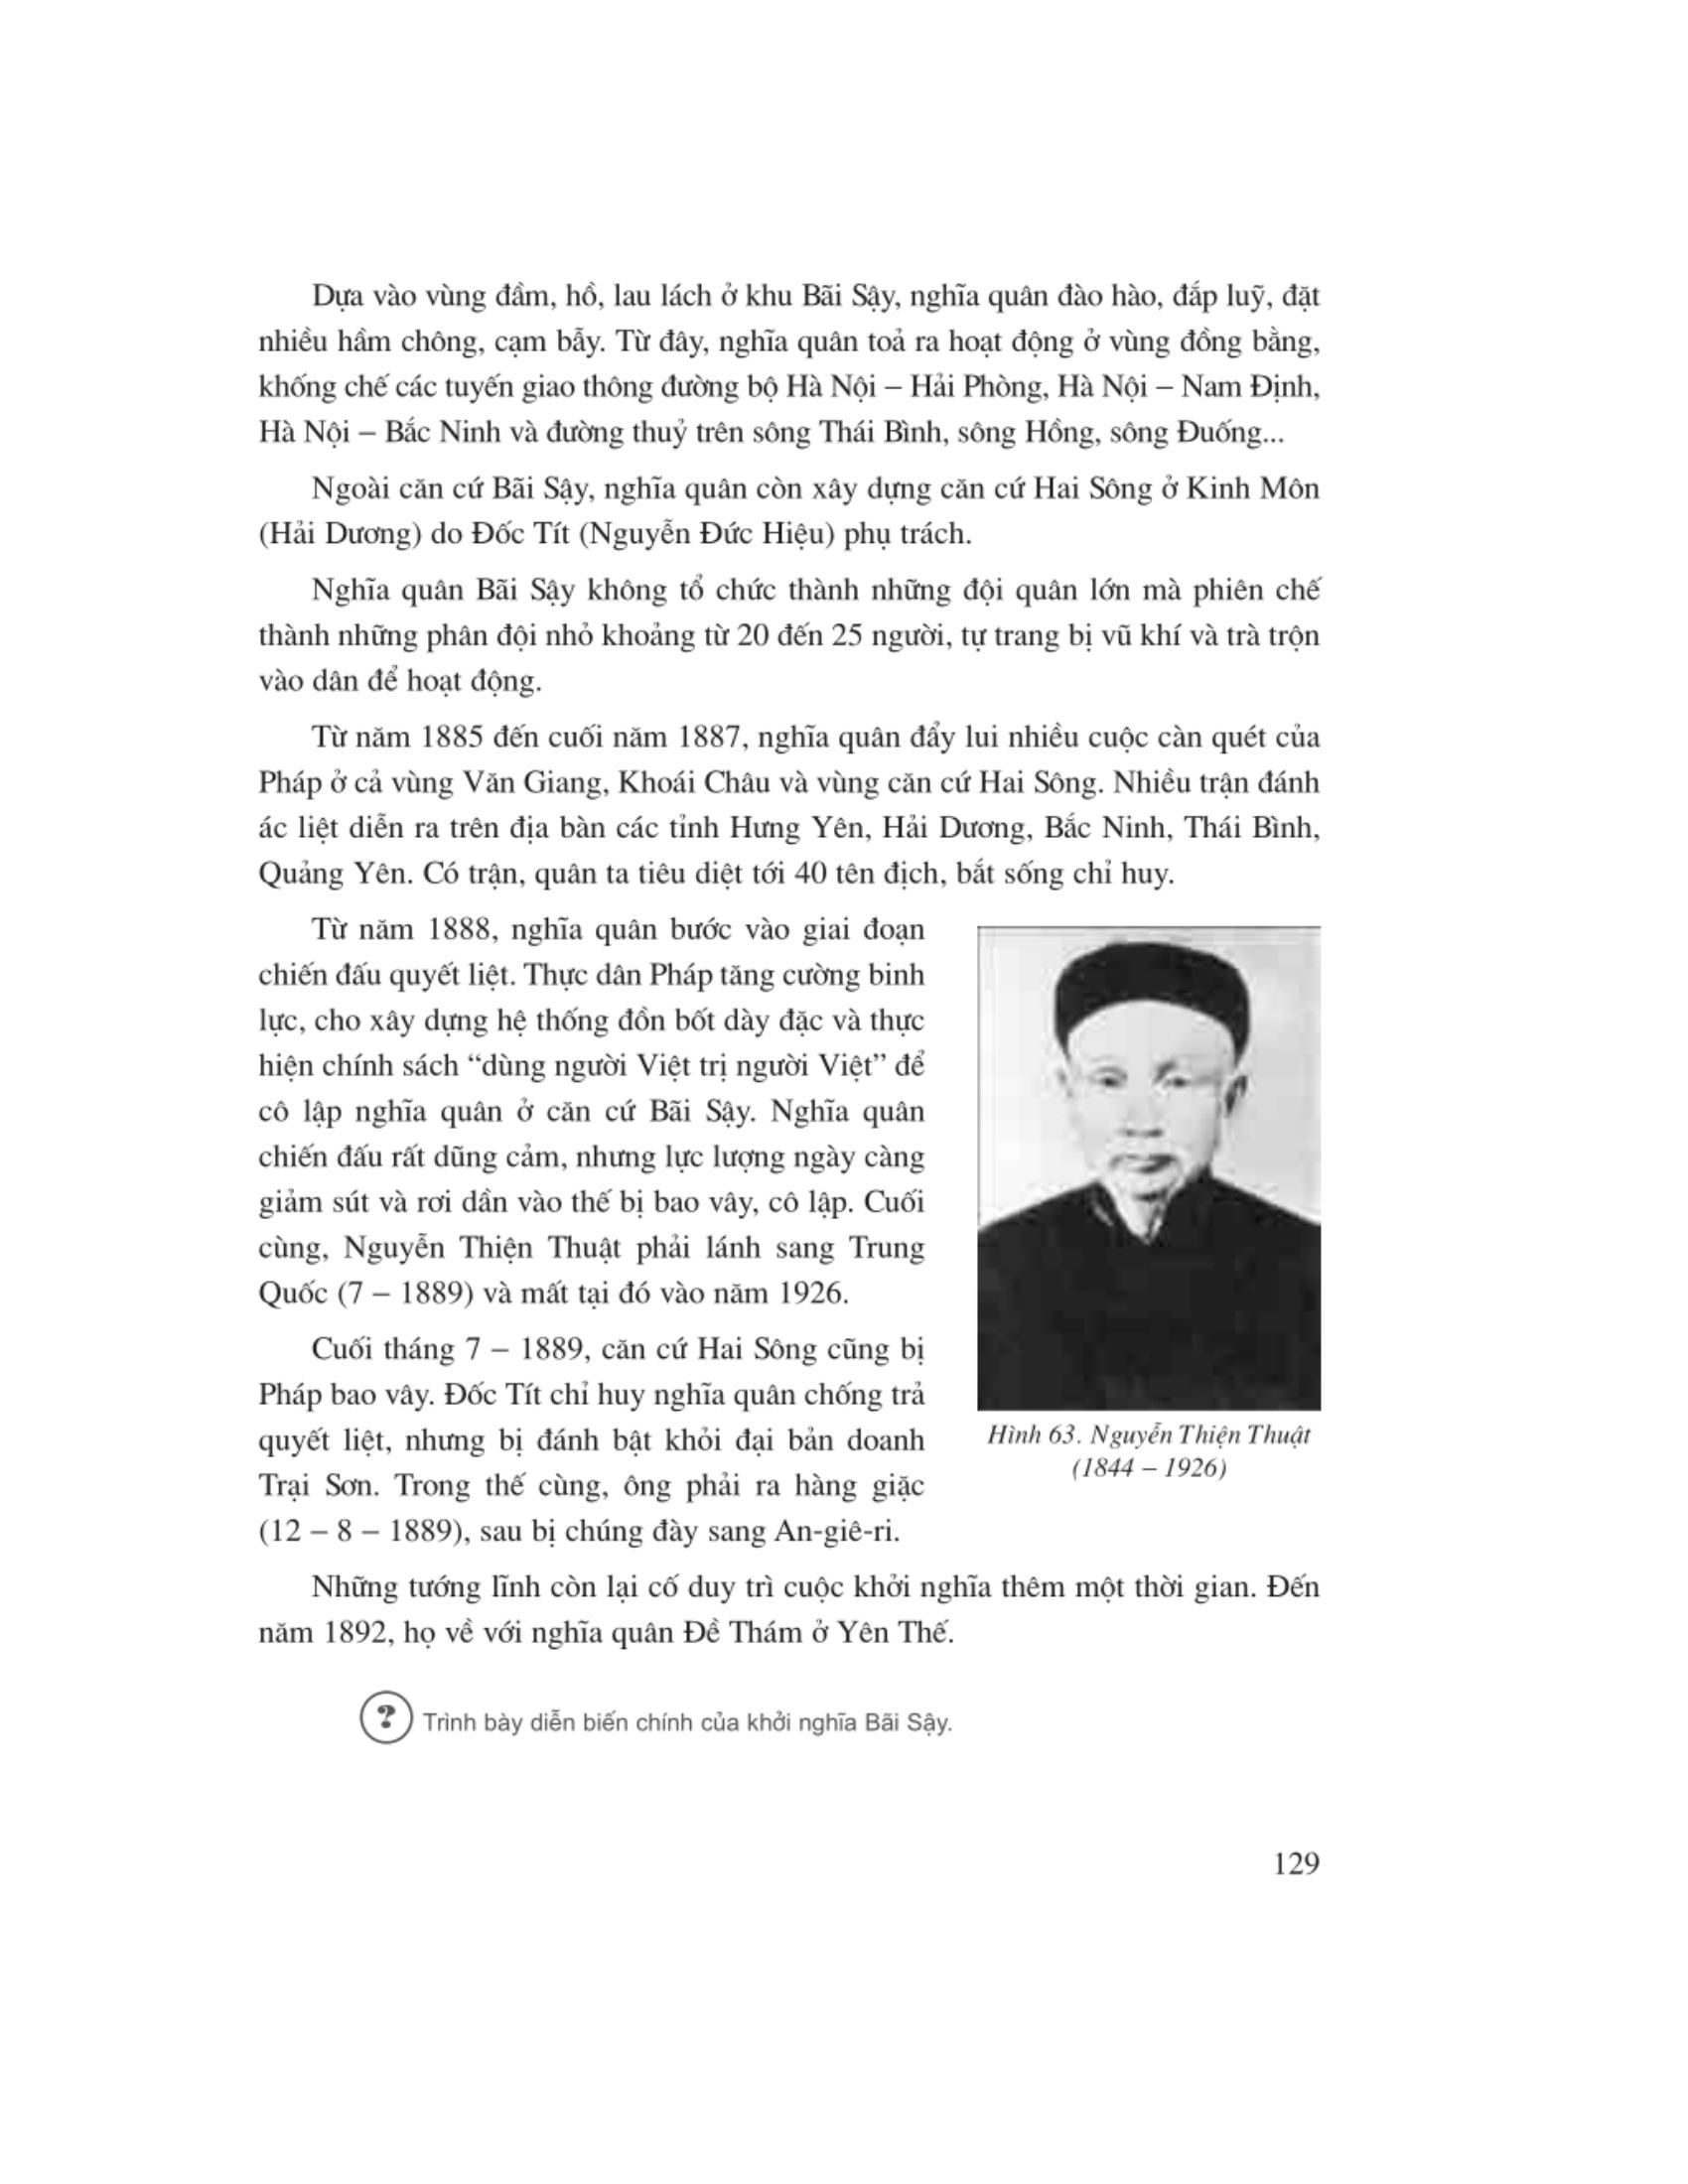 Dựa vào vùng đầm, hồ, lau lách ở khu Bãi Sậy, nghĩa quân đào hào, đắp luỹ, đặt
nhiều hầm chông, cạm bẫy. Từ đây, nghĩa quân toả ra hoạt động ở vùng đồng bằng,
khống chế các tuyến giao thông đường bộ Hà Nội – Hải Phòng, Hà Nội – Nam Định,
Hà Nội – Bắc Ninh và đường thuỷ trên sông Thái Bình, sông Hồng, sông Đuống...
Ngoài căn cứ Bãi Sậy, nghĩa quân còn xây dựng căn cứ Hai Sông ở Kinh Môn
(Hải Dương) do Đốc Tít (Nguyễn Đức Hiệu) phụ trách.
Nghĩa quân Bãi Sậy không tổ chức thành những đội quân lớn mà phiên chế
thành những phân đội nhỏ khoảng từ 20 đến 25 người, tự trang bị vũ khí và trà trộn
vào dân để hoạt động.
Từ năm 1885 đến cuối năm 1887, nghĩa quân đẩy lui nhiều cuộc càn quét của
Pháp ở cả vùng Văn Giang, Khoái Châu và vùng căn cứ Hai Sông. Nhiều trận đánh
ác liệt diễn ra trên địa bàn các tỉnh Hưng Yên, Hải Dương, Bắc Ninh, Thái Bình,
Quảng Yên. Có trận, quân ta tiêu diệt tới 40 tên địch, bắt sống chỉ huy.
Từ năm 1888, nghĩa quân bước vào giai đoạn
chiến đấu quyết liệt. Thực dân Pháp tăng cường binh
lực, cho xây dựng hệ thống đồn bốt dày đặc và thực
hiện chính sách “dùng người Việt trị người Việt” để
cô lập nghĩa quân ở căn cứ Bãi Sậy. Nghĩa quân
chiến đấu rất dũng cảm, nhưng lực lượng ngày càng
giảm sút và rơi dần vào thế bị bao vây, cô lập. Cuối
cùng, Nguyễn Thiện Thuật phải lánh sang Trung
Quốc (7 – 1889) và mất tại đó vào năm 1926.
Cuối tháng 7 – 1889, căn cứ Hai Sông cũng bị
Pháp bao vây. Đốc Tít chỉ huy nghĩa quân chống trả
quyết liệt, nhưng bị đánh bật khỏi đại bản doanh
Trại Sơn. Trong thế cùng, ông phải ra hàng giặc
(12 – 8 – 1889), sau bị chúng đày sang An-giê-ri.
Hình 63. Nguyễn Thiện Thuật
(1844 – 1926)
Những tướng lĩnh còn lại cố duy trì cuộc khởi nghĩa thêm một thời gian. Đến
năm 1892, họ về với nghĩa quân Đề Thám ở Yên Thế.
? Trình bày diễn biến chính của khởi nghĩa Bãi Sậy.
129